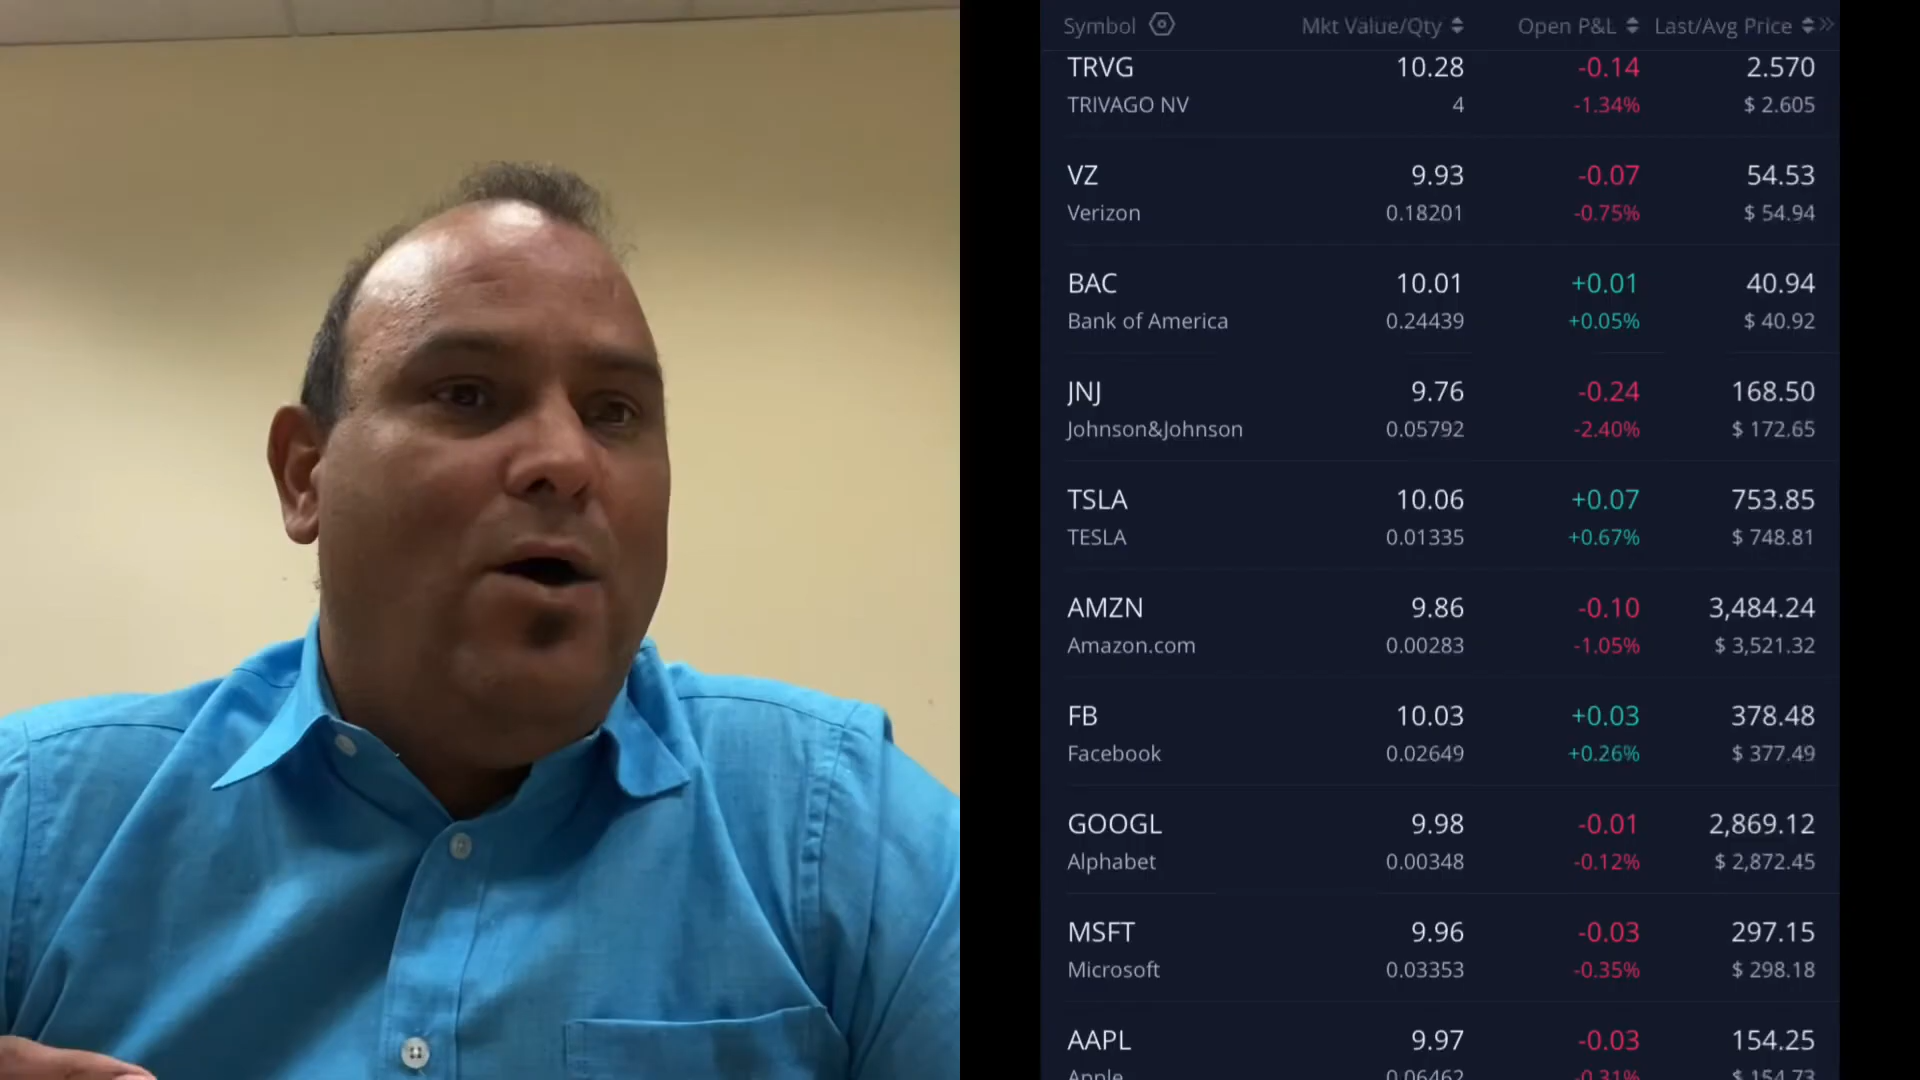 Symbol Mkt Value/Qty Open P&L Last/Avg Price
TRVG 10.28 -0.14 2.570
TRIVAGO NV 4 -1.34% $ 2.605
VZ 9.93 -0.07 54.53
Verizon 0.18201 -0.75% $ 54.94
BAC 10.01 +0.01 40.94
Bank of America 0.24439 +0.05% $ 40.92
JNJ 9.76 -0.24 168.50
Johnson&Johnson 0.05792 -2.40% $ 172.65
TSLA 10.06 +0.07 753.85
TESLA 0.01335 +0.67% $ 748.81
AMZN 9.86 -0.10 3,484.24
Amazon.com 0.00283 -1.05% $ 3,521.32
FB 10.03 +0.03 378.48
Facebook 0.02649 +0.26% $ 377.49
GOOGL 9.98 -0.01 2,869.12
Alphabet 0.00348 -0.12% $ 2,872.45
MSFT 9.96 -0.03 297.15
Microsoft 0.03353 -0.35% $ 298.18
AAPL 9.97 -0.03 154.25
Apple 0.06462 -0.31% $ 154.73